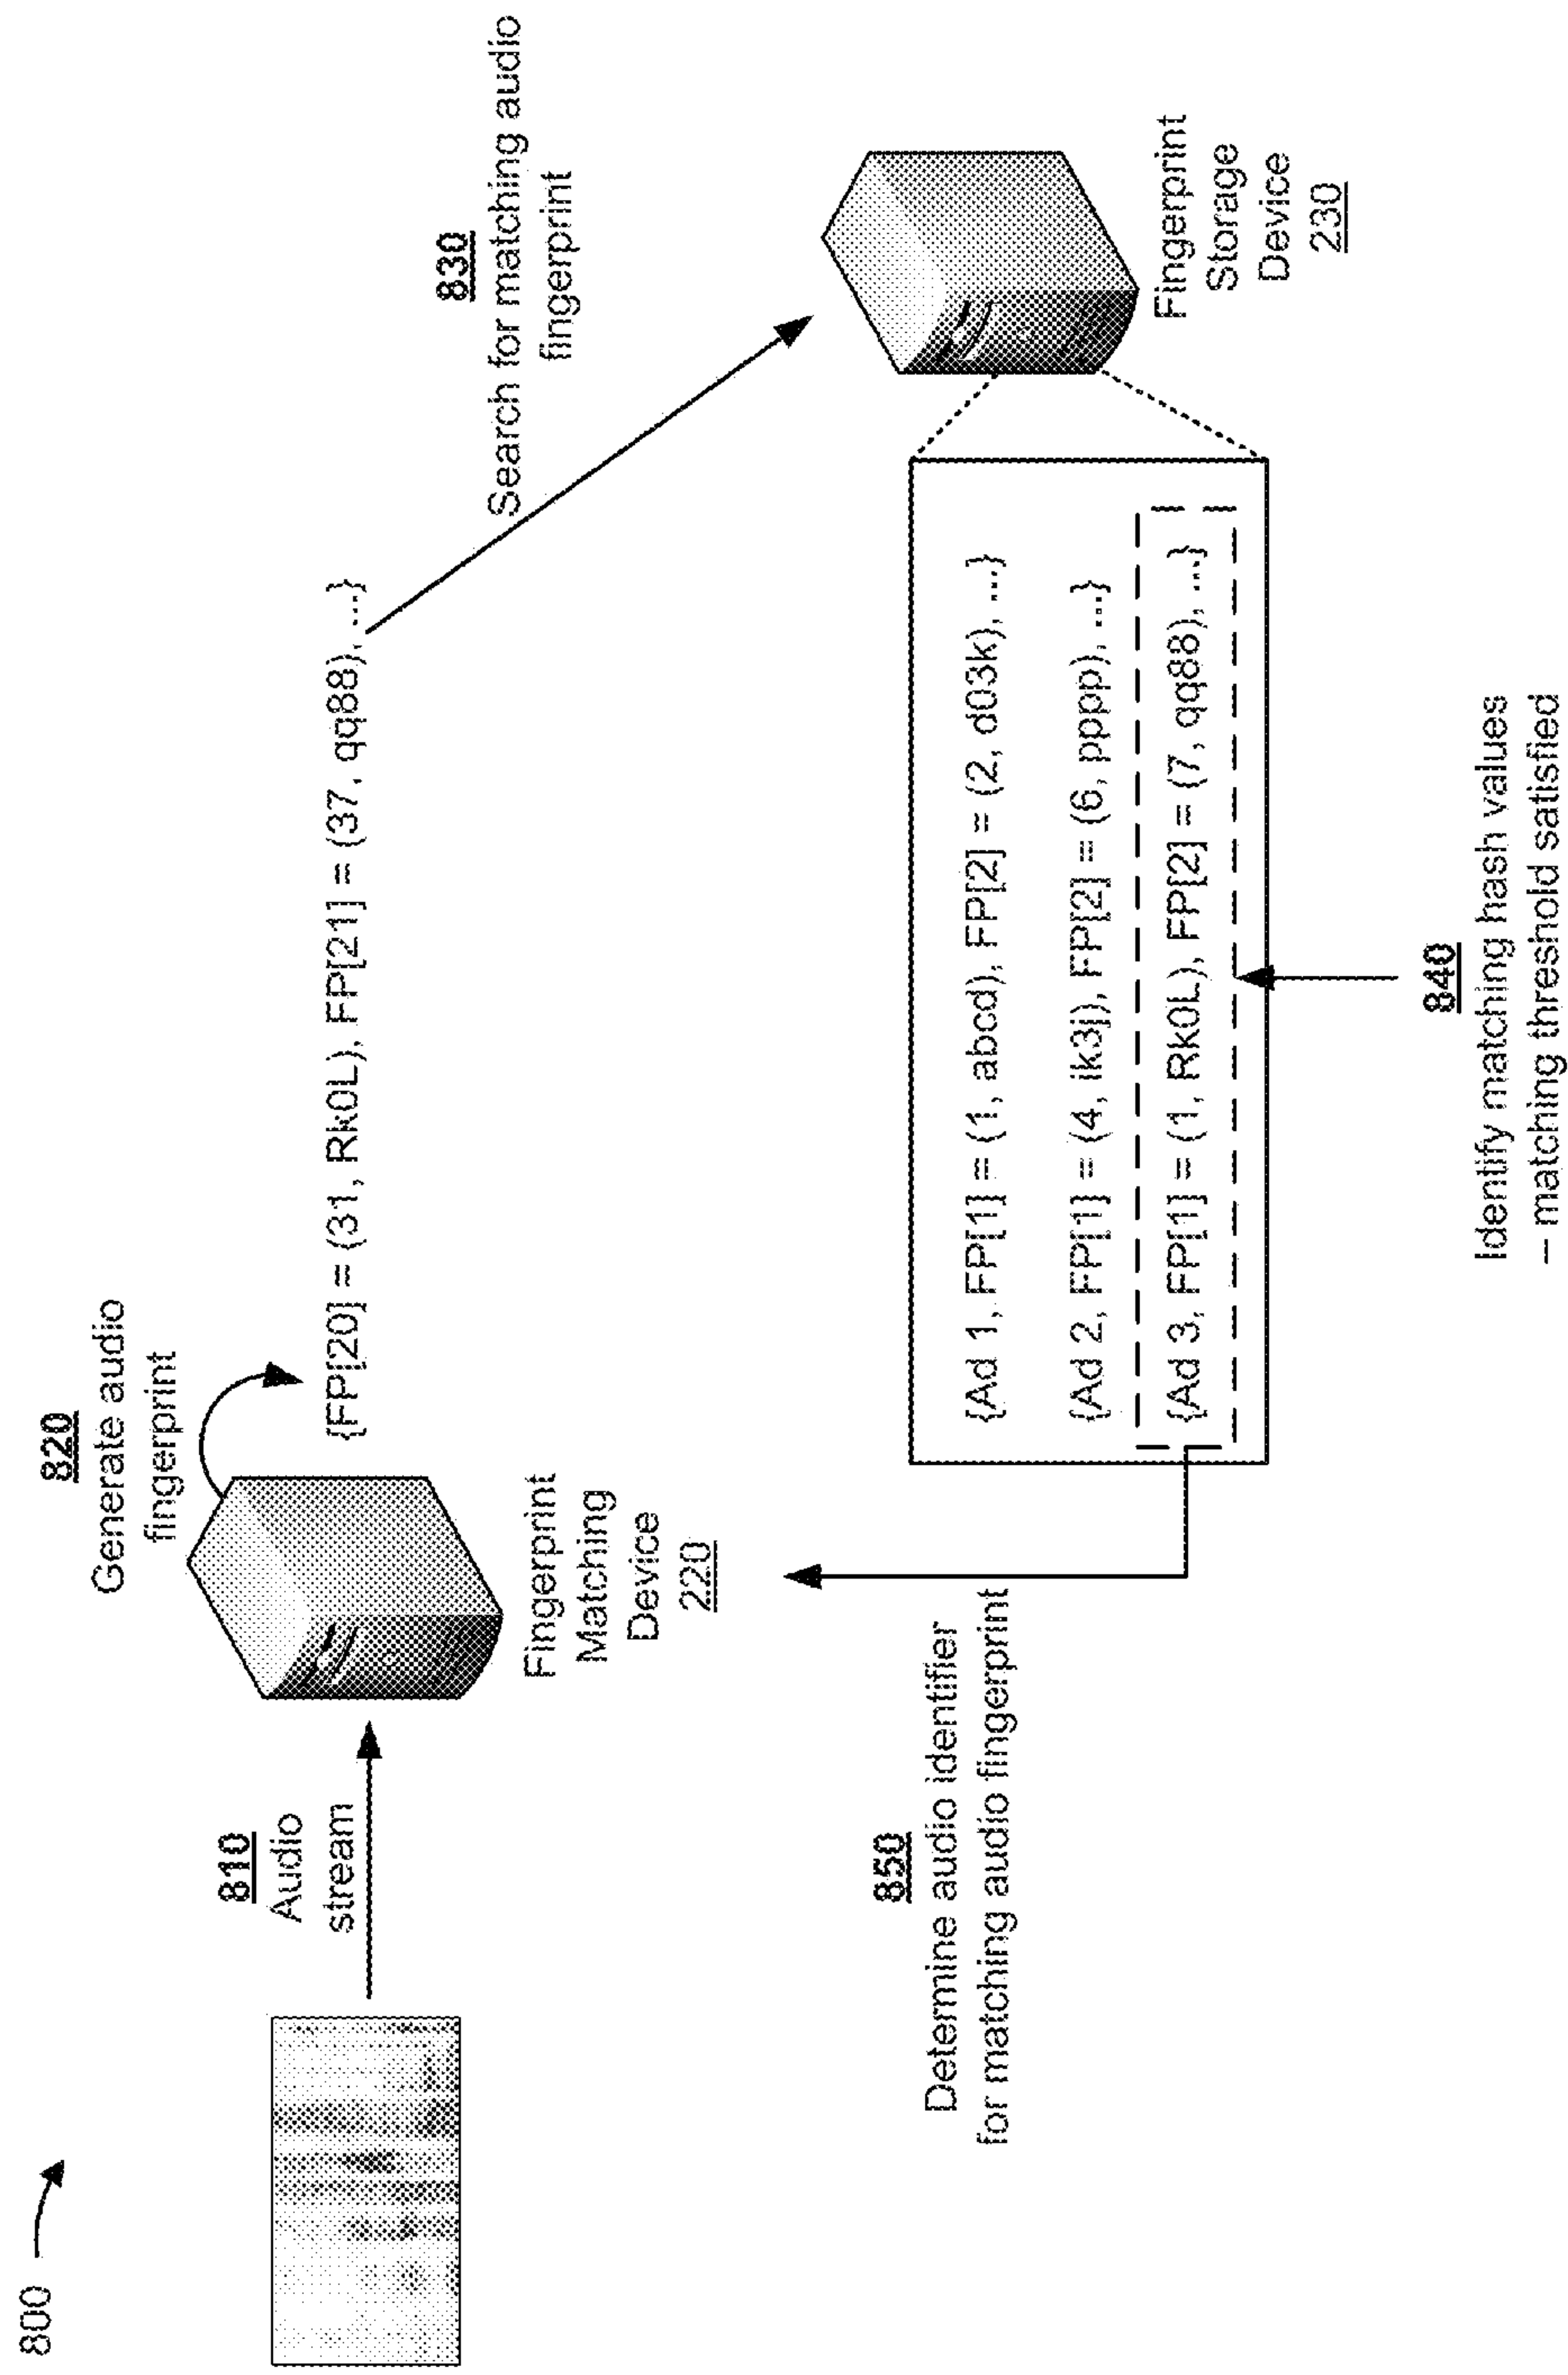 800
810
Audio
stream
820
Generate audio
fingerprint
Fingerprint
Matching
Device
220
{FP[20] = (31, Rk0L), FP[21] = (37, qq88), ...}
830
Search for matching audio
fingerprint
Fingerprint
Storage
Device
230
{Ad 1, FP[1] = (1, abcd), FP[2] = (2, d03k), ...}
{Ad 2, FP[1] = (4, ik3j), FP[2] = (6, pppp), ...}
{Ad 3, FP[1] = (1, Rk0L), FP[2] = (7, qq88), ...}
840
Identify matching hash values
– matching threshold satisfied
850
Determine audio identifier
for matching audio fingerprint